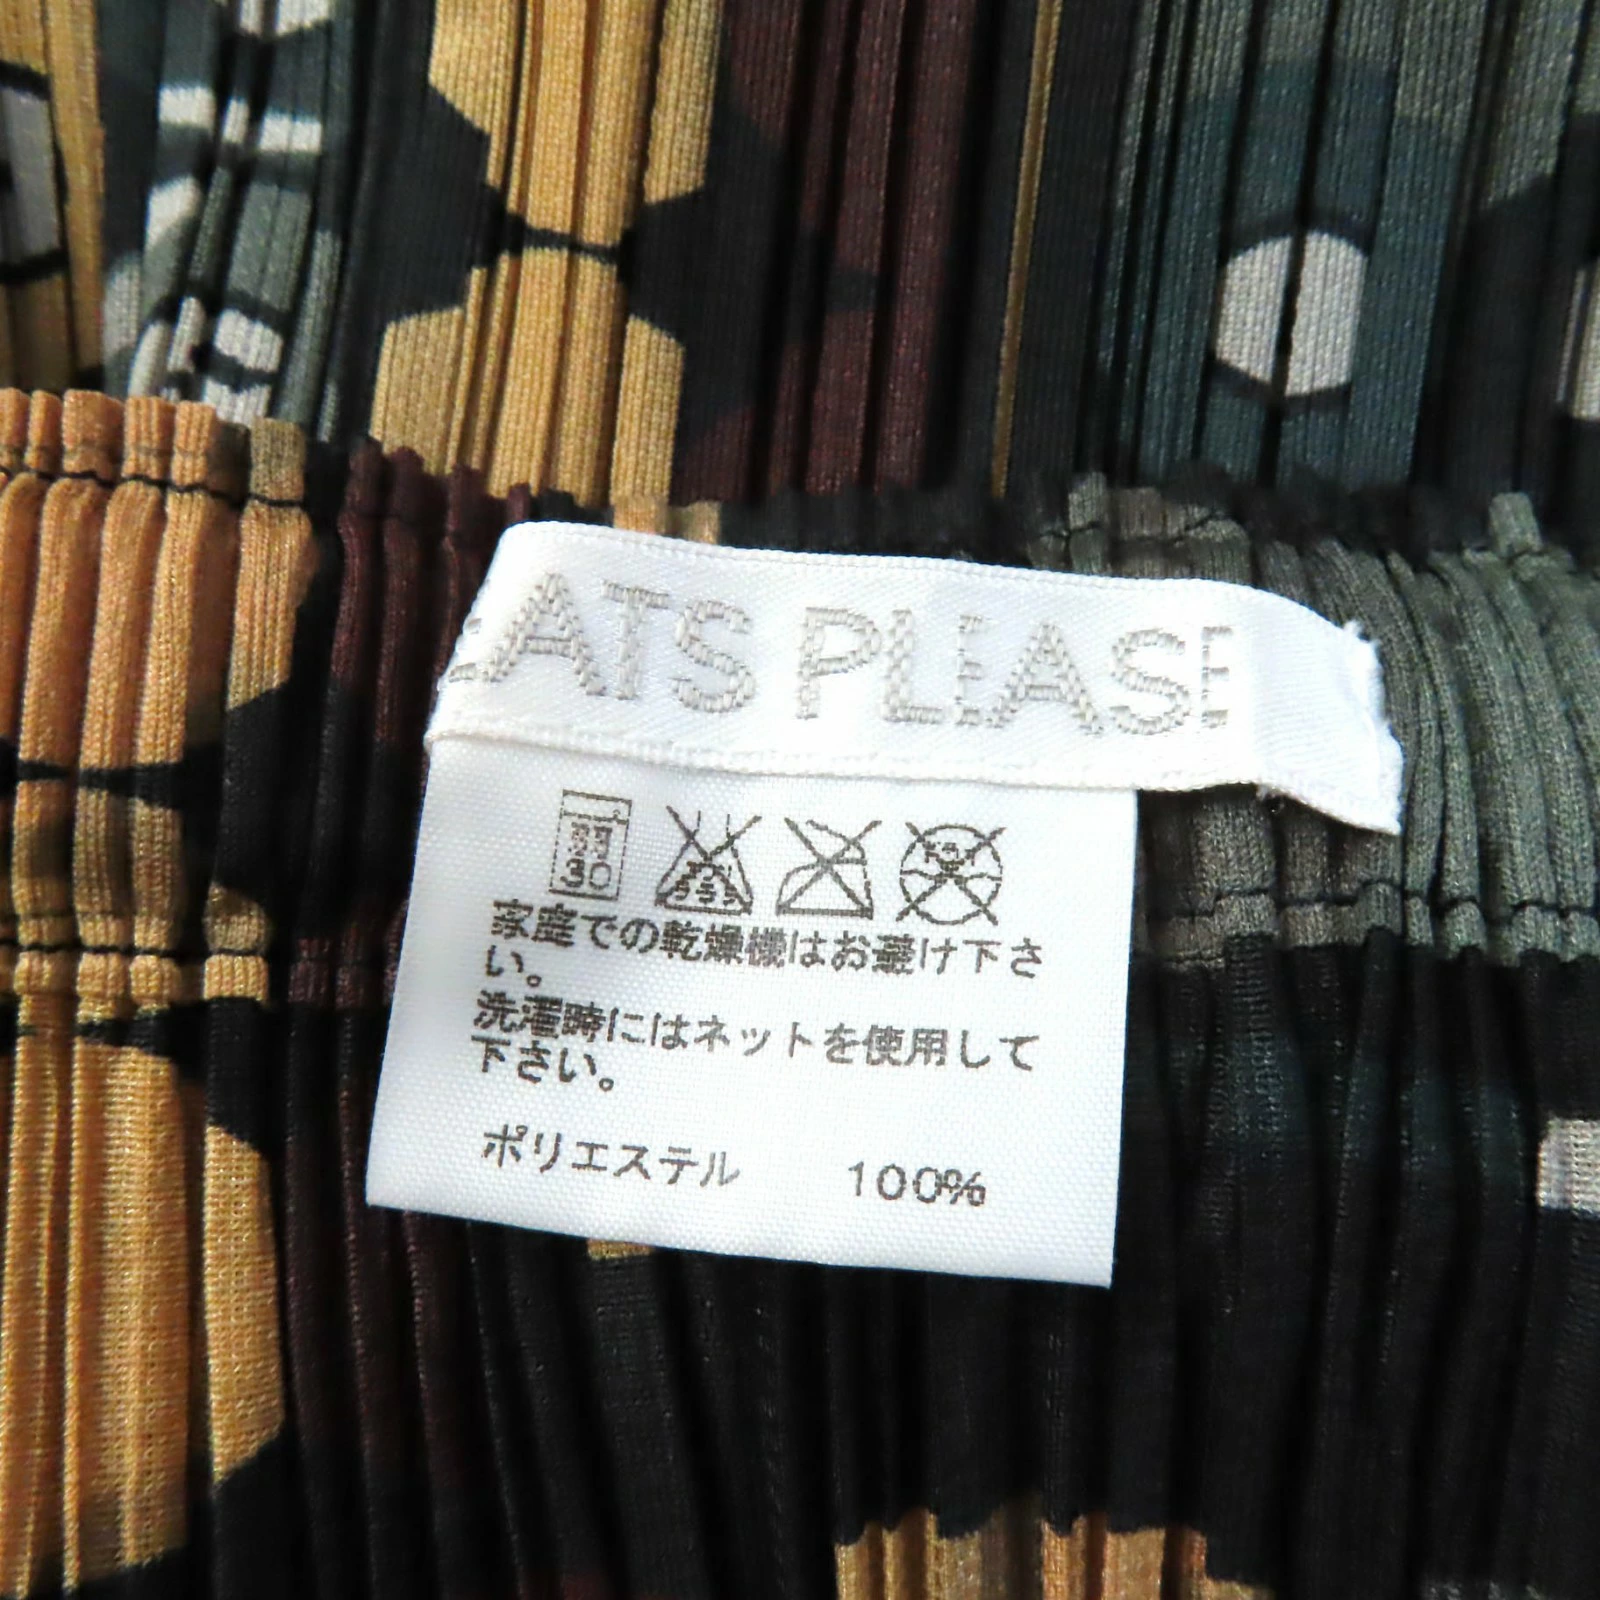 EATS PLEASE
家庭での乾燥機はお避け下さ
い。
洗濯時にはネットを使用して
下さい。
ポリエステル 100%